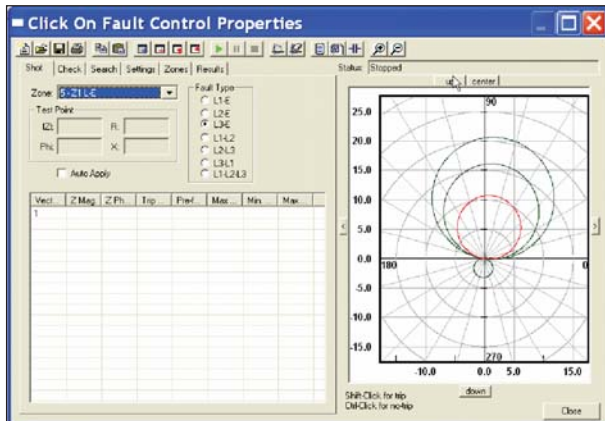 Click On Fault Control Properties
Shot Check Search Settings Zones Results
Status: Stopped
Zone: 5 - Z1 L-E
Fault Type
L1-E
L2-E
L3-E
L1-L2
L2-L3
L3-L1
L1-L2-L3
Test Point
IZI: R:
Phi: X:
Auto Apply
Vect... Z Mag Z Ph... Trip ... Pre-f... Max ... Min ... Max
1
up center
90
25.0
20.0
15.0
10.0
5.0
0.0
-5.0
-10.0
-15.0
180
0
270
-10.0 0.0 5.0 15.0
down
Shift-Click for trip
Ctrl-Click for no-trip
Close